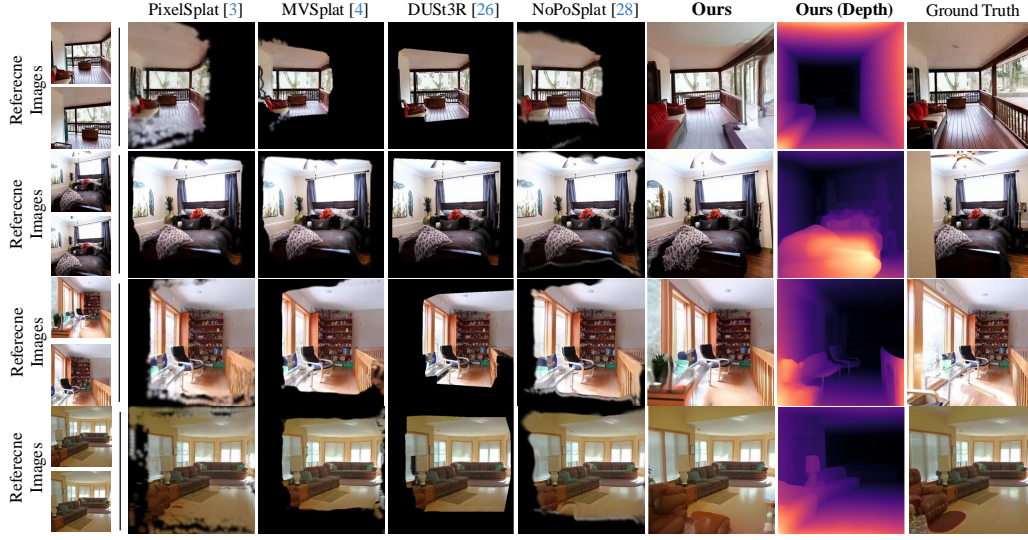 PixelSplat [3] MVSplat [4] DUSt3R [26] NoPoSplat [28] Ours Ours (Depth) Ground Truth
Referecne
Images
Referecne
Images
Referecne
Images
Referecne
Images